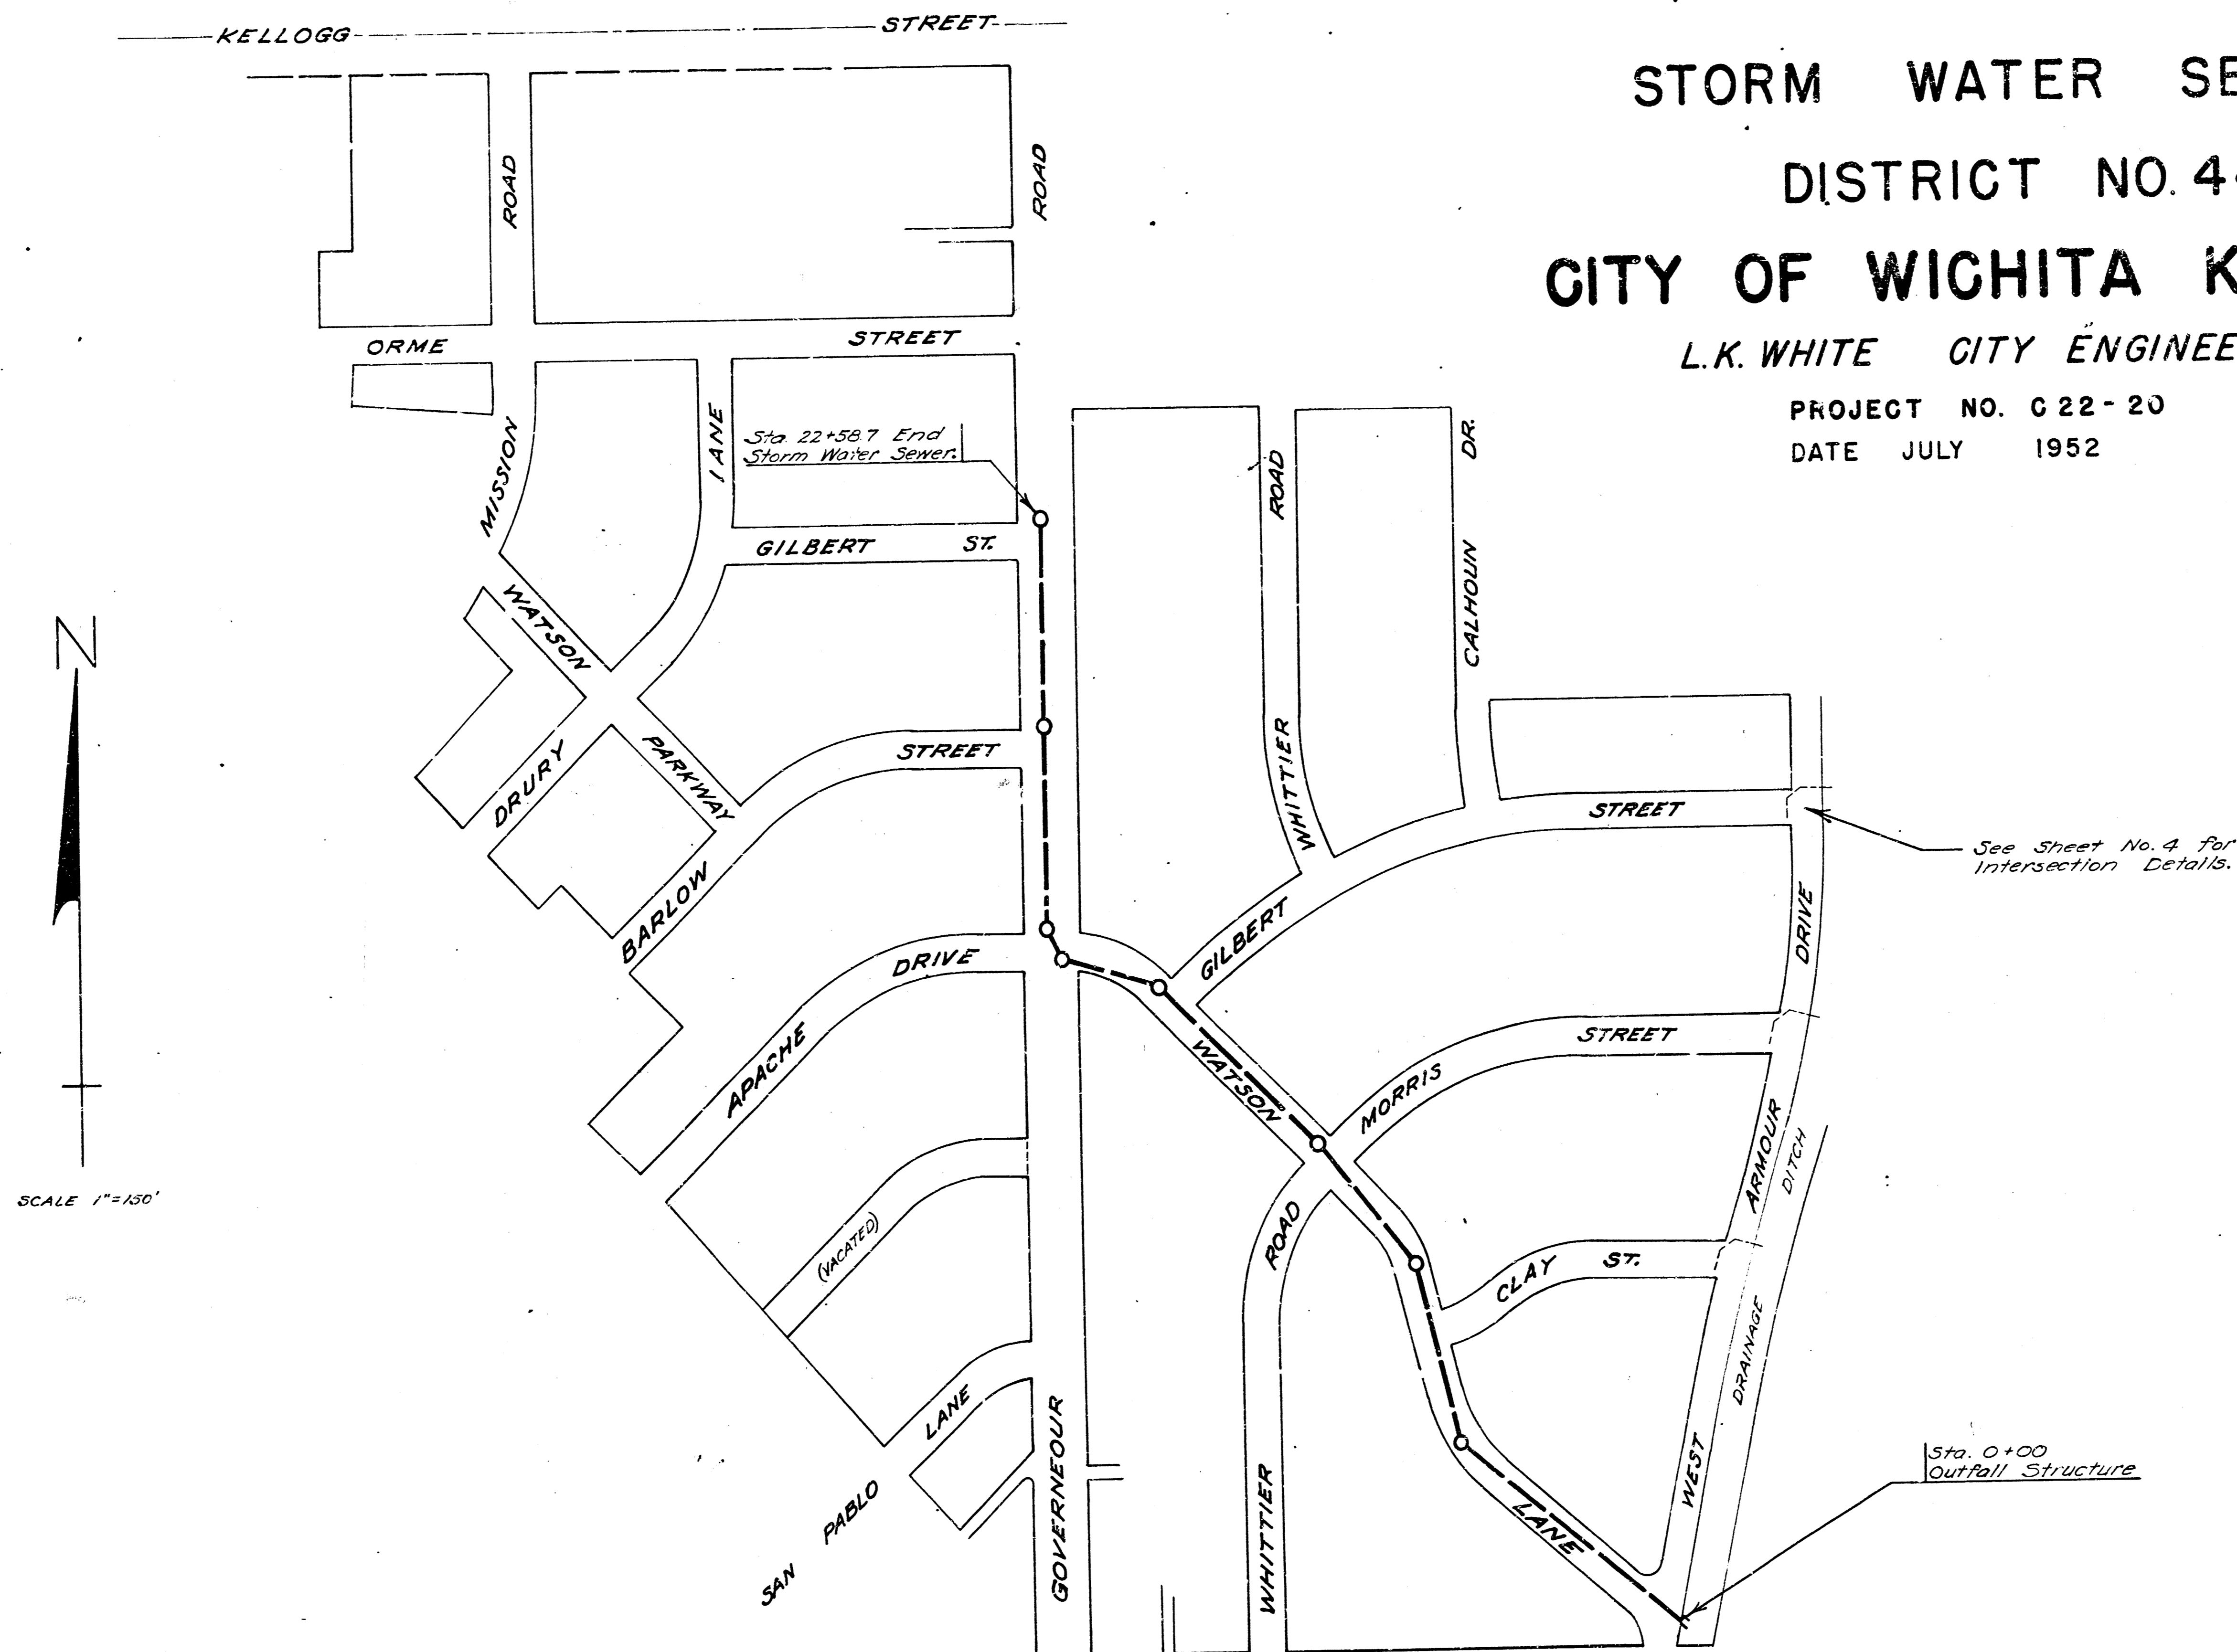 KELLOGG STREET
STORM WATER SE
DISTRICT NO. 4
CITY OF WICHITA K
L.K. WHITE CITY ENGINEE
PROJECT NO. C 22-20
DATE JULY 1952
ROAD
ROAD
ORME STREET
MISSION
LANE
Sta. 22+58.7 End
Storm Water Sewer.
ROAD
DR.
GILBERT ST.
CALHOUN
WATSON
N
DRURY
PARKWAY
STREET
WHITTIER
STREET
See Sheet No. 4 for
Intersection Details.
BARLOW
GILBERT
DRIVE
DRIVE
APACHE
WATSON
MORRIS
STREET
ARMOUR
DITCH
SCALE 1"=150'
(VACATED)
ROAD
CLAY ST.
DRAINAGE
LANE
GOVERNEOUR
WEST
Sta. 0+00
Outfall Structure
SAN PABLO
WHITTIER
LANE